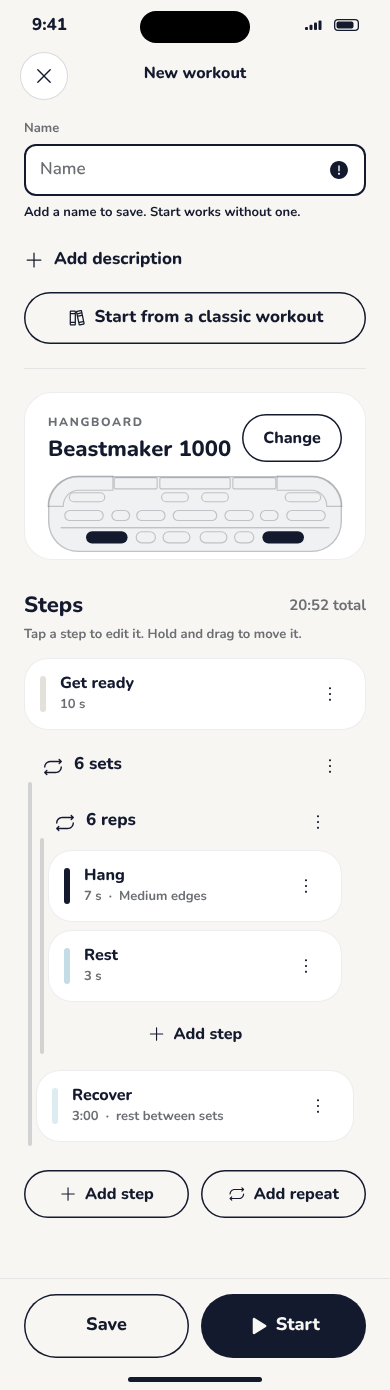 9:41
New workout
Name
Name
Add a name to save. Start works without one.
Add description
Start from a classic workout
HANGBOARD
Beastmaker 1000
Change
Steps
20:52 total
Tap a step to edit it. Hold and drag to move it.
Get ready
10 s
6 sets
6 reps
Hang
7 s · Medium edges
Rest
3 s
Add step
Recover
3:00 · rest between sets
Add step
Add repeat
Save
Start